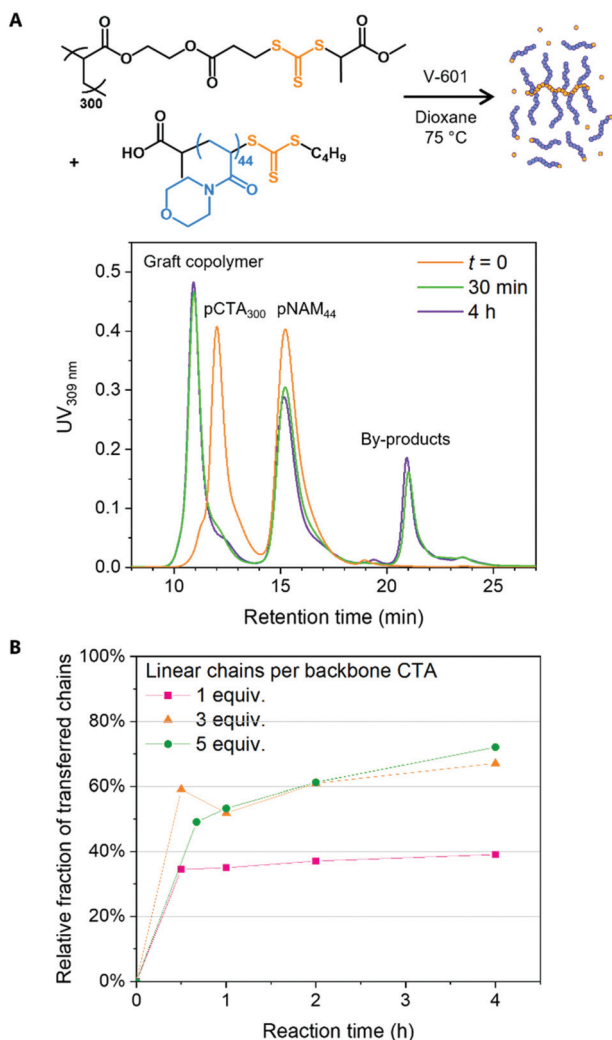 A
O
O
O
O
S
S
O
O
S
300
+
O
HO
44
S
S
C₄H₉
S
N
O
O
V-601
Dioxane
75 °C
Graft copolymer
pCTA₃₀₀
pNAM₄₄
By-products
t = 0
30 min
4 h
UV₃₀₉ ₙₘ
0.5
0.4
0.3
0.2
0.1
0.0
10
15
20
25
Retention time (min)
B
Linear chains per backbone CTA
1 equiv.
3 equiv.
5 equiv.
Relative fraction of transferred chains
100%
80%
60%
40%
20%
0%
0
1
2
3
4
Reaction time (h)